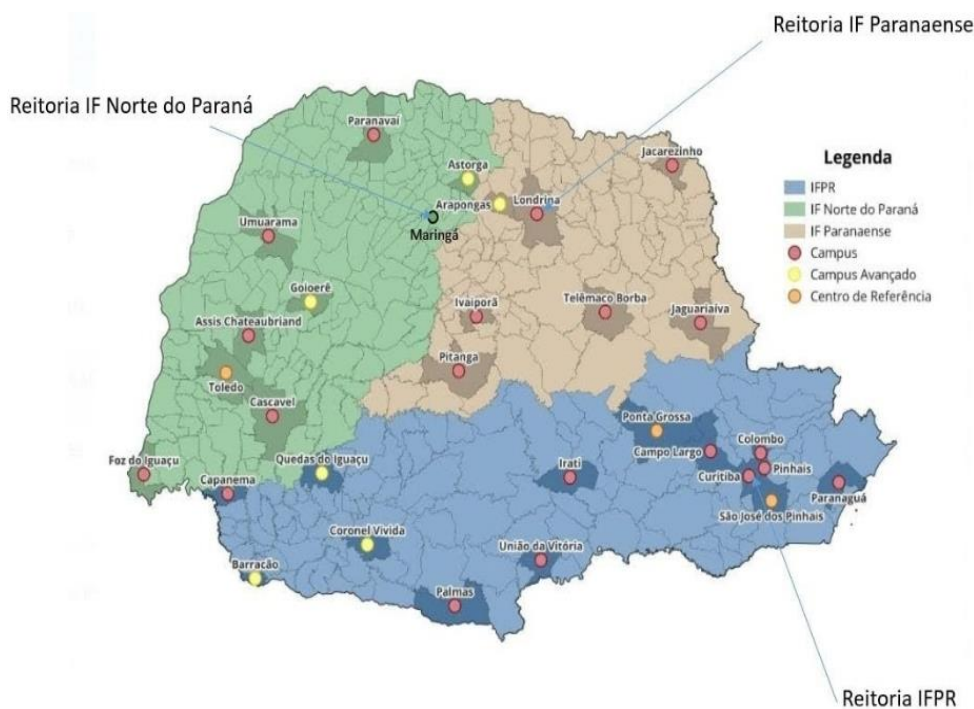 Reitoria IF Paranaense
Reitoria IF Norte do Paraná
Paranavaí
Jacarezinho
Astorga
Arapongas
Londrina
Maringá
Umuarama
Goioerê
Ivaiporã
Telêmaco Borba
Jaguariaíva
Assis Chateaubriand
Pitanga
Toledo
Cascavel
Ponta Grossa
Campo Largo
Colombo
Pinhais
Curitiba
Foz do Iguaçu
Quedas do Iguaçu
Irati
Capanema
Paranaguá
São José dos Pinhais
Coronel Vivida
União da Vitória
Barracão
Palmas
Legenda
IFPR
IF Norte do Paraná
IF Paranaense
Campus
Campus Avançado
Centro de Referência
Reitoria IFPR